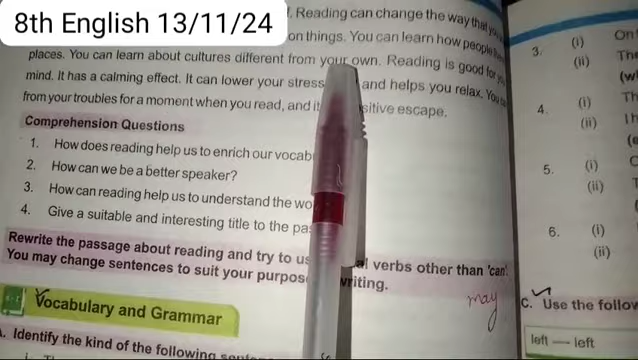 8th English 13/11/24
l. Reading can change the way that
on things. You can learn how people
places. You can learn about cultures different from your own. Reading is good for
mind. It has a calming effect. It can lower your stress and helps you relax. You
from your troubles for a moment when you read, and it sitive escape.
Comprehension Questions
1. How does reading help us to enrich our vocab
2. How can we be a better speaker?
3. How can reading help us to understand the wo
4. Give a suitable and interesting title to the pa
Rewrite the passage about reading and try to us al verbs other than 'can'.
You may change sentences to suit your purpos writing.
may
Vocabulary and Grammar
A. Identify the kind of the following
3. (i) On
(ii) The
(w
4. (i) Th
(ii) I h
5. (i)
(ii)
6. (i)
(ii)
C. Use the follow
left — left